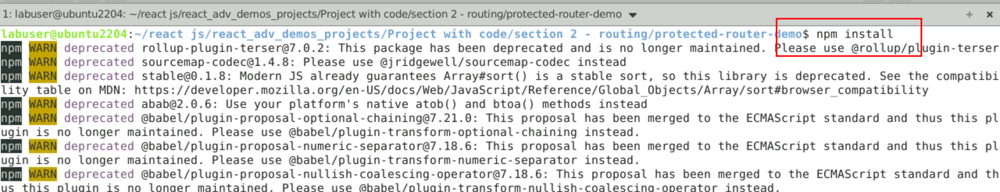 1: labuser@ubuntu2204: ~/react js/react_adv_demos_projects/Project with code/section 2 - routing/protected-router-demo
labuser@ubuntu2204:~/react js/react_adv_demos_projects/Project with code/section 2 - routing/protected-router-demo$ npm install
npm WARN deprecated rollup-plugin-terser@7.0.2: This package has been deprecated and is no longer maintained. Please use @rollup/plugin-terser
npm WARN deprecated sourcemap-codec@1.4.8: Please use @jridgewell/sourcemap-codec instead
npm WARN deprecated stable@0.1.8: Modern JS already guarantees Array#sort() is a stable sort, so this library is deprecated. See the compatibi
lity table on MDN: https://developer.mozilla.org/en-US/docs/Web/JavaScript/Reference/Global_Objects/Array/sort#browser_compatibility
npm WARN deprecated abab@2.0.6: Use your platform's native atob() and btoa() methods instead
npm WARN deprecated @babel/plugin-proposal-optional-chaining@7.21.0: This proposal has been merged to the ECMAScript standard and thus this pl
ugin is no longer maintained. Please use @babel/plugin-transform-optional-chaining instead.
npm WARN deprecated @babel/plugin-proposal-numeric-separator@7.18.6: This proposal has been merged to the ECMAScript standard and thus this pl
ugin is no longer maintained. Please use @babel/plugin-transform-numeric-separator instead.
npm WARN deprecated @babel/plugin-proposal-nullish-coalescing-operator@7.18.6: This proposal has been merged to the ECMAScript standard and th
us this plugin is no longer maintained. Please use @babel/plugin-transform-nullish-coalescing-operator instead.